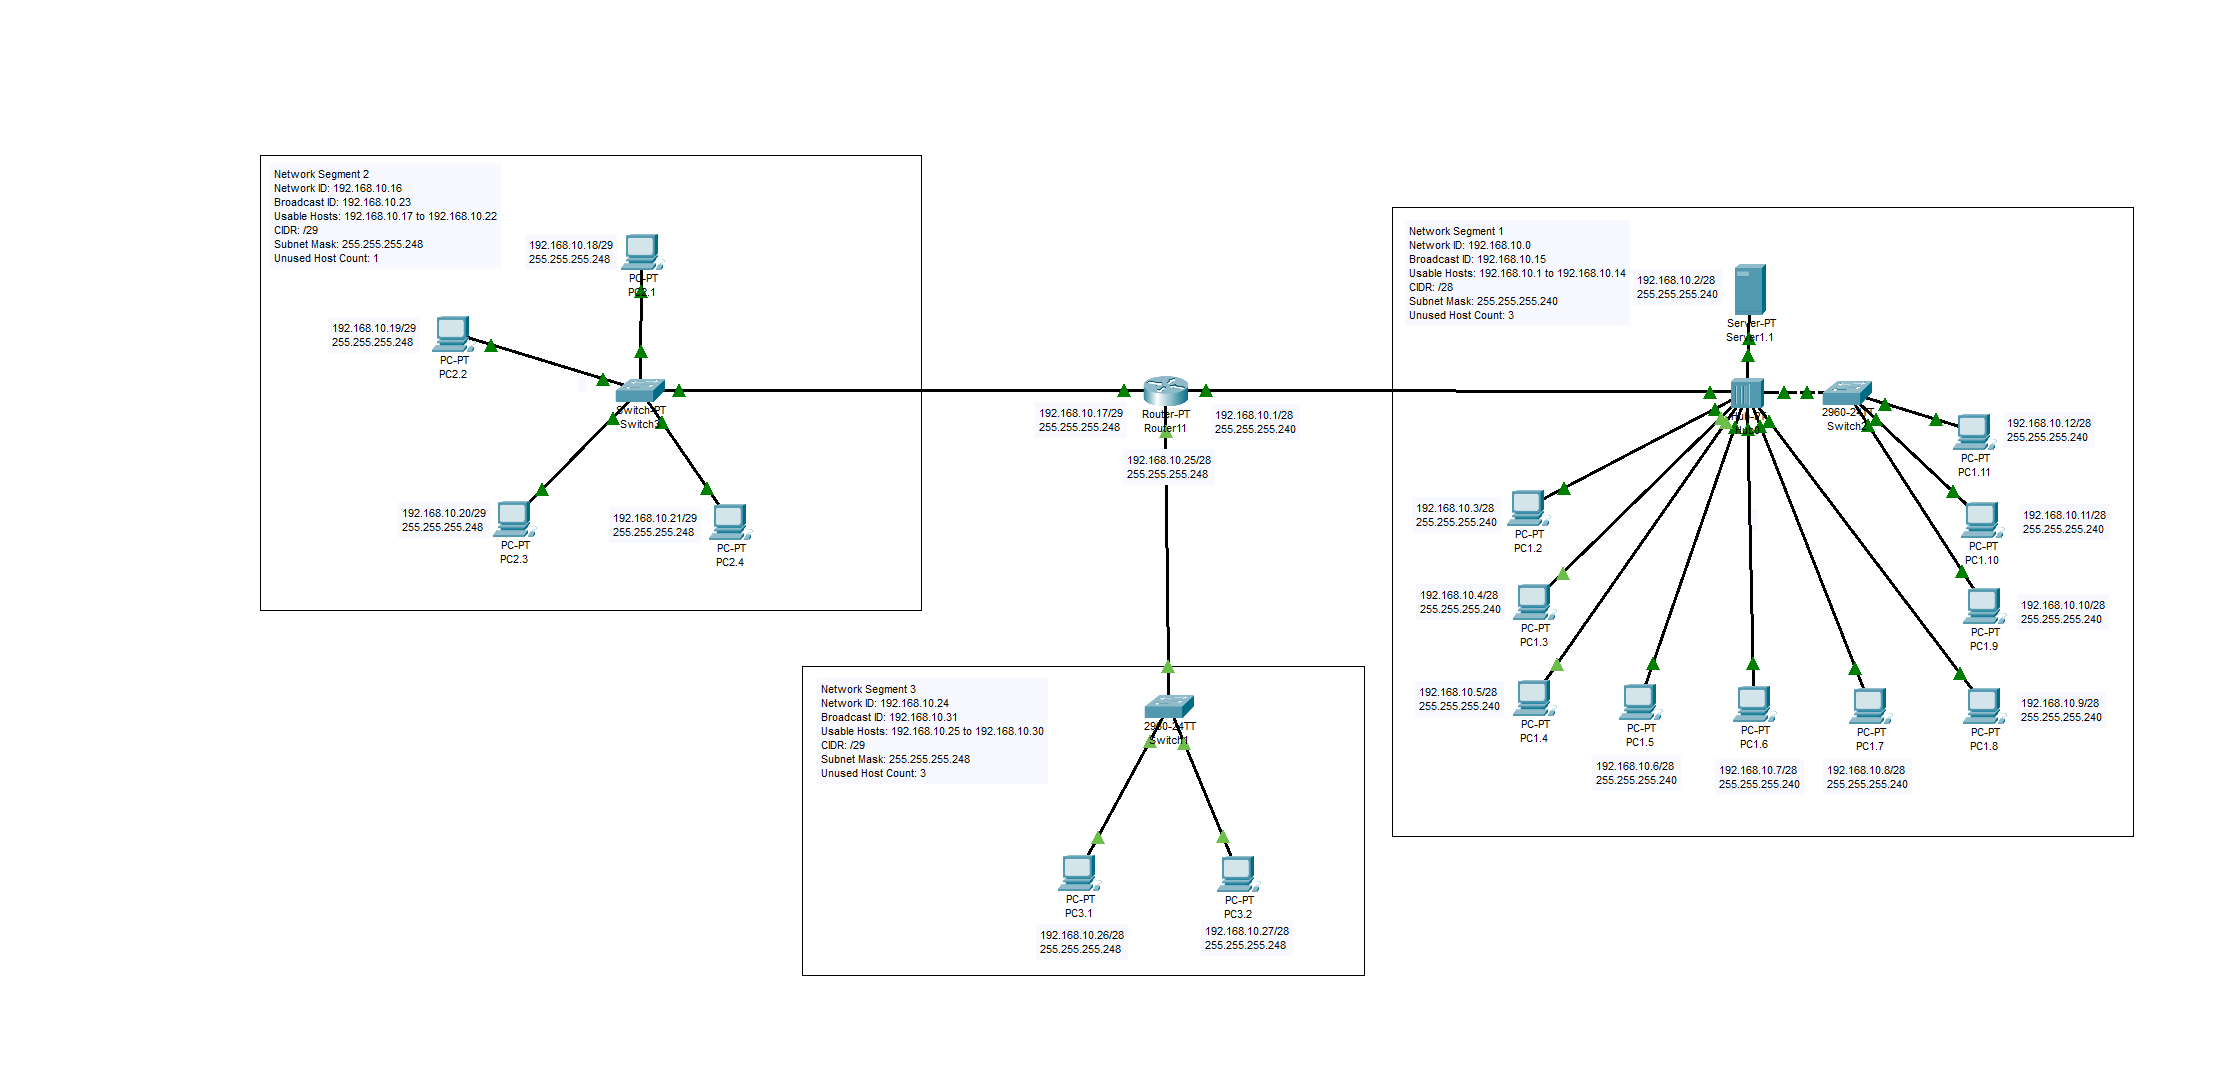 Network Segment 2
Network ID: 192.168.10.16
Broadcast ID: 192.168.10.23
Usable Hosts: 192.168.10.17 to 192.168.10.22
CIDR: /29
Subnet Mask: 255.255.255.248
Unused Host Count: 1
192.168.10.18/29
255.255.255.248
PC-PT
PC2.1
192.168.10.19/29
255.255.255.248
PC-PT
PC2.2
Switch-PT
Switch3
192.168.10.20/29
255.255.255.248
PC-PT
PC2.3
192.168.10.21/29
255.255.255.248
PC-PT
PC2.4
192.168.10.17/29
255.255.255.248
Router-PT
Router11
192.168.10.1/28
255.255.255.240
192.168.10.25/28
255.255.255.248
Network Segment 1
Network ID: 192.168.10.0
Broadcast ID: 192.168.10.15
Usable Hosts: 192.168.10.1 to 192.168.10.14
CIDR: /28
Subnet Mask: 255.255.255.240
Unused Host Count: 3
192.168.10.2/28
255.255.255.240
Server-PT
Server1.1
2960-24TT
192.168.10.12/28
255.255.255.240
PC-PT
PC1.11
192.168.10.11/28
255.255.255.240
PC-PT
PC1.10
192.168.10.10/28
255.255.255.240
PC-PT
PC1.9
192.168.10.3/28
255.255.255.240
PC-PT
PC1.2
192.168.10.4/28
255.255.255.240
PC-PT
PC1.3
192.168.10.5/28
255.255.255.240
PC-PT
PC1.4
PC-PT
PC1.5
192.168.10.6/28
255.255.255.240
PC-PT
PC1.6
192.168.10.7/28
255.255.255.240
PC-PT
PC1.7
192.168.10.8/28
255.255.255.240
192.168.10.9/28
255.255.255.240
PC-PT
PC1.8
Network Segment 3
Network ID: 192.168.10.24
Broadcast ID: 192.168.10.31
Usable Hosts: 192.168.10.25 to 192.168.10.30
CIDR: /29
Subnet Mask: 255.255.255.248
Unused Host Count: 3
2960-24TT
Switch1
PC-PT
PC3.1
192.168.10.26/28
255.255.255.248
PC-PT
PC3.2
192.168.10.27/28
255.255.255.248